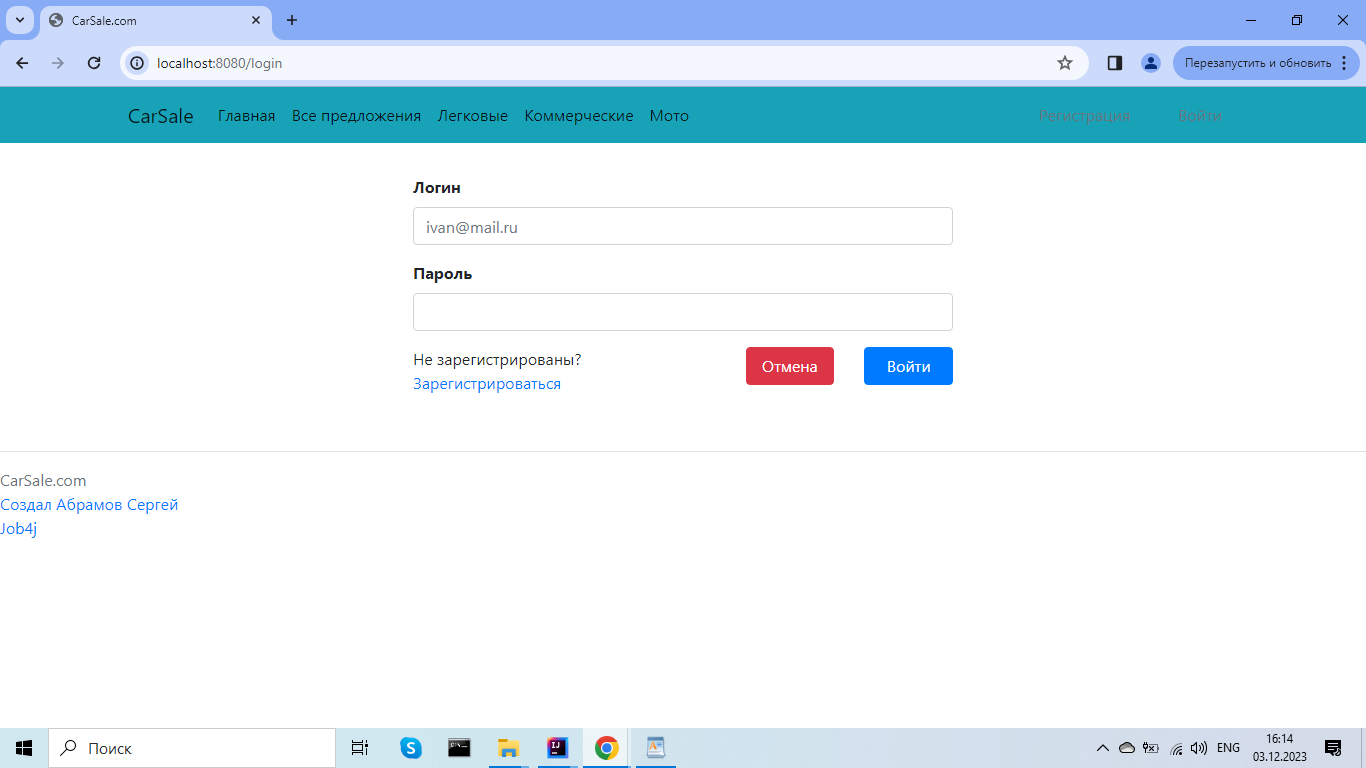 CarSale.com
localhost:8080/login
Перезапустить и обновить
CarSale Главная Все предложения Легковые Коммерческие Мото Регистрация Войти
Логин
ivan@mail.ru
Пароль
Не зарегистрированы?
Зарегистрироваться
Отмена Войти
CarSale.com
Создал Абрамов Сергей
Job4j
Поиск
ENG
16:14
03.12.2023